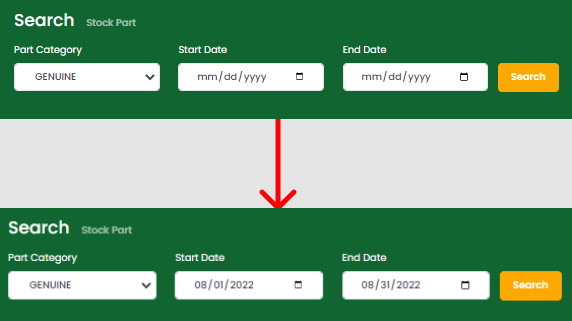 Search Stock Part
Part Category Start Date End Date
GENUINE mm/dd/yyyy mm/dd/yyyy Search
Search Stock Part
Part Category Start Date End Date
GENUINE 08/01/2022 08/31/2022 Search